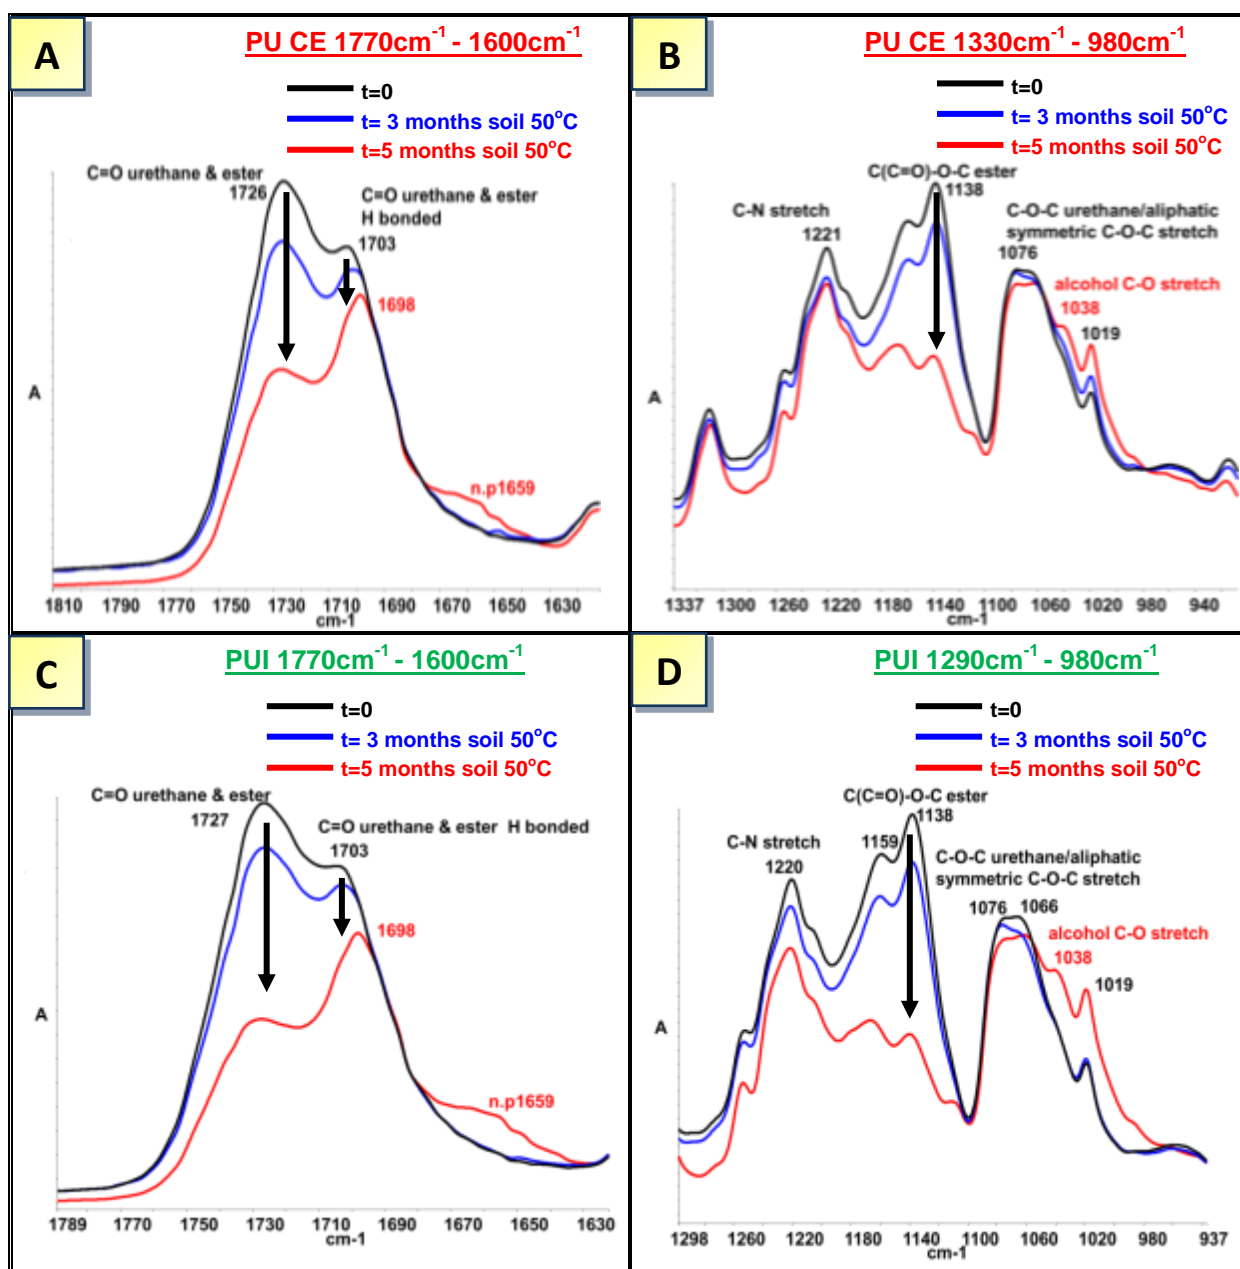 A
PU CE 1770cm⁻¹ - 1600cm⁻¹
t=0
t= 3 months soil 50°C
t=5 months soil 50°C
C=O urethane & ester
1726
C=O urethane & ester
H bonded
1703
1698
n.p1659
A
1810 1790 1770 1750 1730 1710 1690 1670 1650 1630
cm-1
B
PU CE 1330cm⁻¹ - 980cm⁻¹
t=0
t= 3 months soil 50°C
t=5 months soil 50°C
C(C=O)-O-C ester
1138
C-N stretch
1221
C-O-C urethane/aliphatic
symmetric C-O-C stretch
1076
alcohol C-O stretch
1038
1019
A
1337 1300 1260 1220 1180 1140 1100 1060 1020 980 940
cm-1
C
PUI 1770cm⁻¹ - 1600cm⁻¹
t=0
t= 3 months soil 50°C
t=5 months soil 50°C
C=O urethane & ester
1727
C=O urethane & ester H bonded
1703
1698
n.p1659
A
1789 1770 1750 1730 1710 1690 1670 1650 1630
cm-1
D
PUI 1290cm⁻¹ - 980cm⁻¹
t=0
t= 3 months soil 50°C
t=5 months soil 50°C
C(C=O)-O-C ester
1138
C-N stretch
1159
1220
C-O-C urethane/aliphatic
symmetric C-O-C stretch
1076 1066
alcohol C-O stretch
1038
1019
A
1298 1260 1220 1180 1140 1100 1060 1020 980 937
cm-1